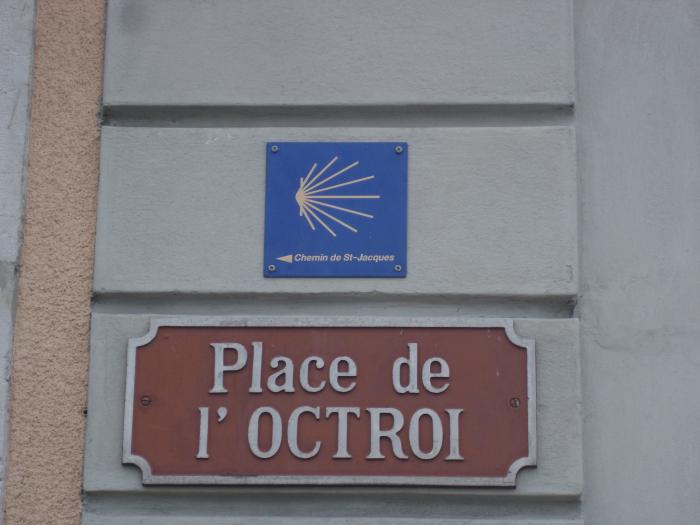 Chemin de St-Jacques
Place de
l'OCTROI